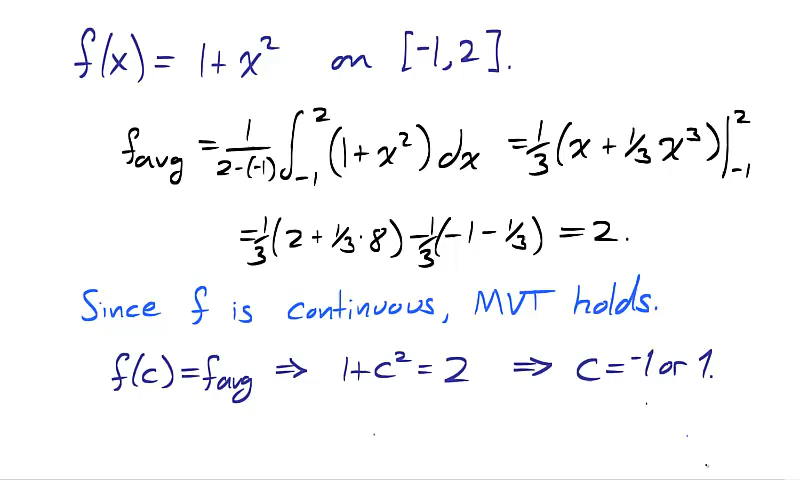 f(x) = 1 + x² on [-1, 2].
f_avg = 1/(2-(-1)) ∫_{-1}^{2} (1 + x²) dx = 1/3 (x + 1/3 x³) |_{-1}^{2}
= 1/3 (2 + 1/3 · 8) - 1/3 (-1 - 1/3) = 2.
Since f is continuous, MVT holds.
f(c) = f_avg ⇒ 1 + c² = 2 ⇒ c = -1 or 1.